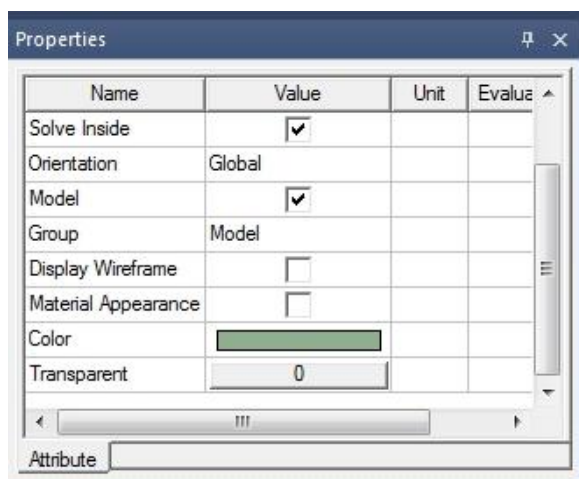 Properties
Name Value Unit Evalua
Solve Inside
Orientation Global
Model
Group Model
Display Wireframe
Material Appearance
Color
Transparent 0
Attribute